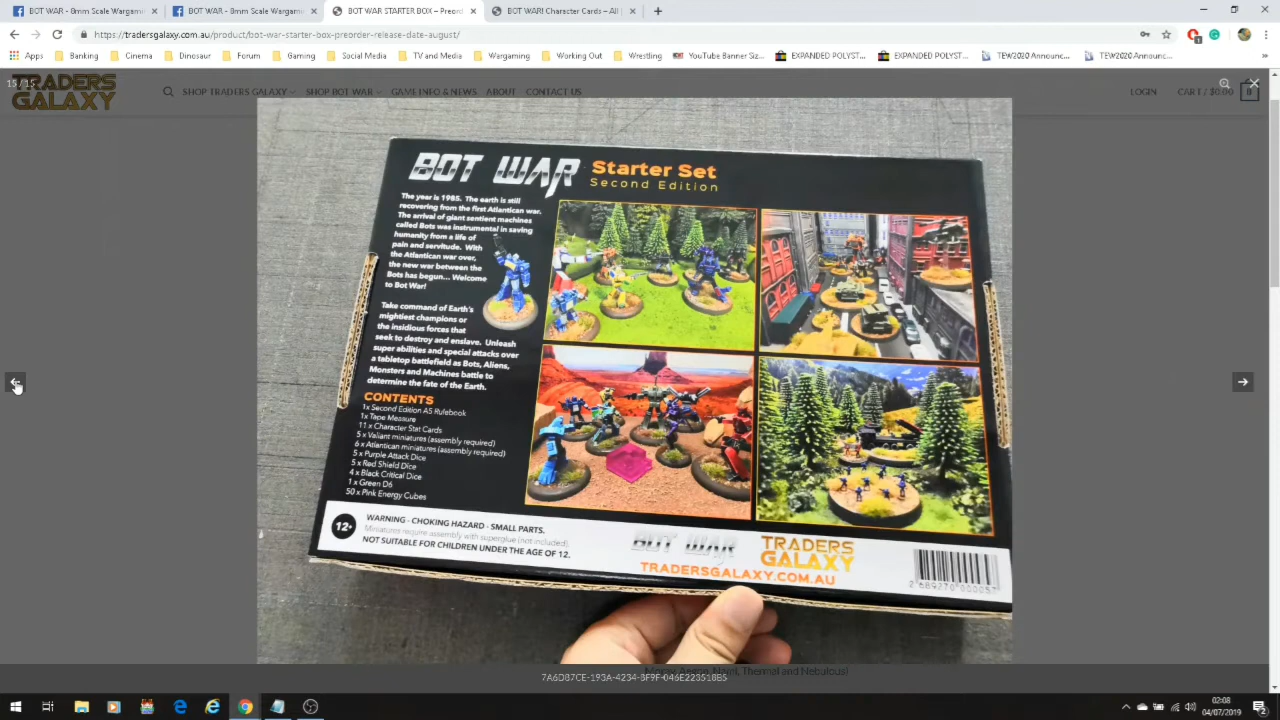 BOT WAR – 8mm Scale Wargamin
BOT WAR – 8mm Scale Wargamin
BOT WAR STARTER BOX – Preord
BOT WAR! Character Cards – All |
https://tradersgalaxy.com.au/product/bot-war-starter-box-preorder-release-date-august/
Apps
Banking
Cinema
Dinosaur
Forum
Gaming
Social Media
TV and Media
Wargaming
Working Out
Wrestling
YouTube Banner Siz...
EXPANDED POLYST...
EXPANDED POLYST...
TEW2020 Announc...
TEW2020 Announc...
15 / 15
TRADERS
GALAXY
SHOP TRADERS GALAXY
SHOP BOT WAR
GAME INFO & NEWS
ABOUT
CONTACT US
LOGIN
CART / $0.00
0
BOT WAR
Starter Set
Second Edition
The year is 1985. The earth is still
recovering from the first Atlantican war.
The arrival of giant sentient machines
called Bots was instrumental in saving
humanity from a life of
pain and servitude. With
the Atlantican war over,
the new war between the
Bots has begun... Welcome
to Bot War!
Take command of Earth's
mightiest champions or
the insidious forces that
seek to destroy and enslave. Unleash
super abilities and special attacks over
a tabletop battlefield as Bots, Aliens,
Monsters and Machines battle to
determine the fate of the Earth.
CONTENTS
1x Second Edition A5 Rulebook
1x Tape Measure
11 x Character Stat Cards
5 x Valiant miniatures (assembly required)
6 x Atlantican miniatures (assembly required)
5 x Purple Attack Dice
5 x Red Shield Dice
4 x Black Critical Dice
1 x Green D6
50 x Pink Energy Cubes
12+
WARNING - CHOKING HAZARD - SMALL PARTS.
Miniatures require assembly with superglue (not included).
NOT SUITABLE FOR CHILDREN UNDER THE AGE OF 12.
BOT WAR
TRADERS
GALAXY
TRADERSGALAXY.COM.AU
Nebulous!
02:08
04/07/2019